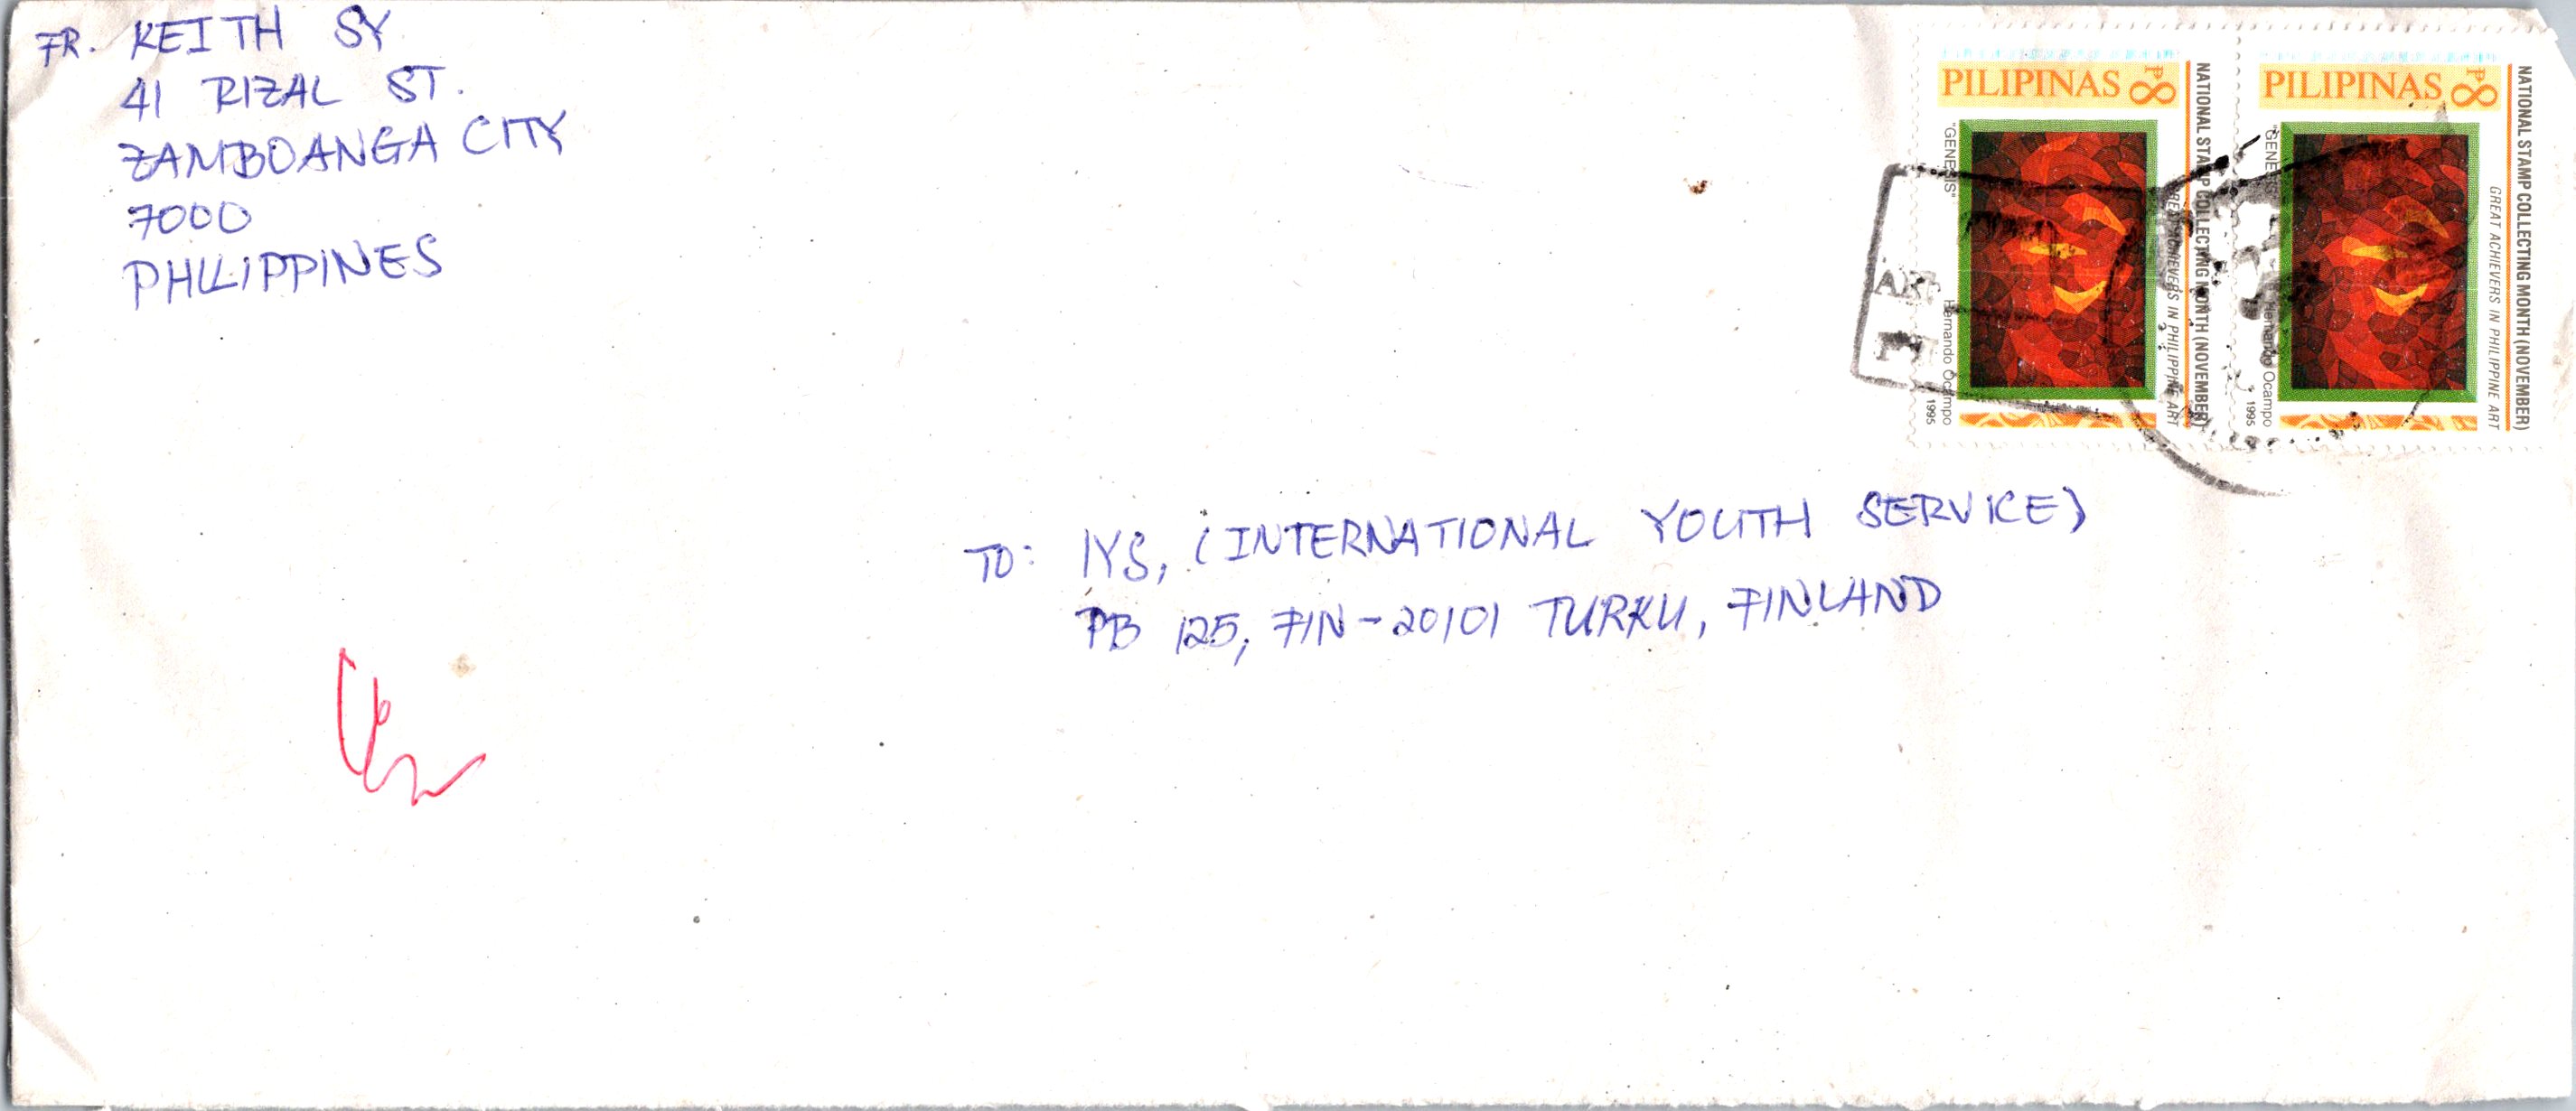 FR. KEITH SY
41 RIZAL ST.
ZAMBOANGA CITY
7000
PHILIPPINES
PILIPINAS P8
"GENESIS"
Hernando Ocampo
1995
NATIONAL STAMP COLLECTING MONTH (NOVEMBER)
GREAT ACHIEVERS IN PHILIPPINE ART
PILIPINAS P8
"GENESIS"
Hernando Ocampo
1995
NATIONAL STAMP COLLECTING MONTH (NOVEMBER)
GREAT ACHIEVERS IN PHILIPPINE ART
TO: IYS, (INTERNATIONAL YOUTH SERVICE)
PB 125, FIN-20101 TURKU, FINLAND